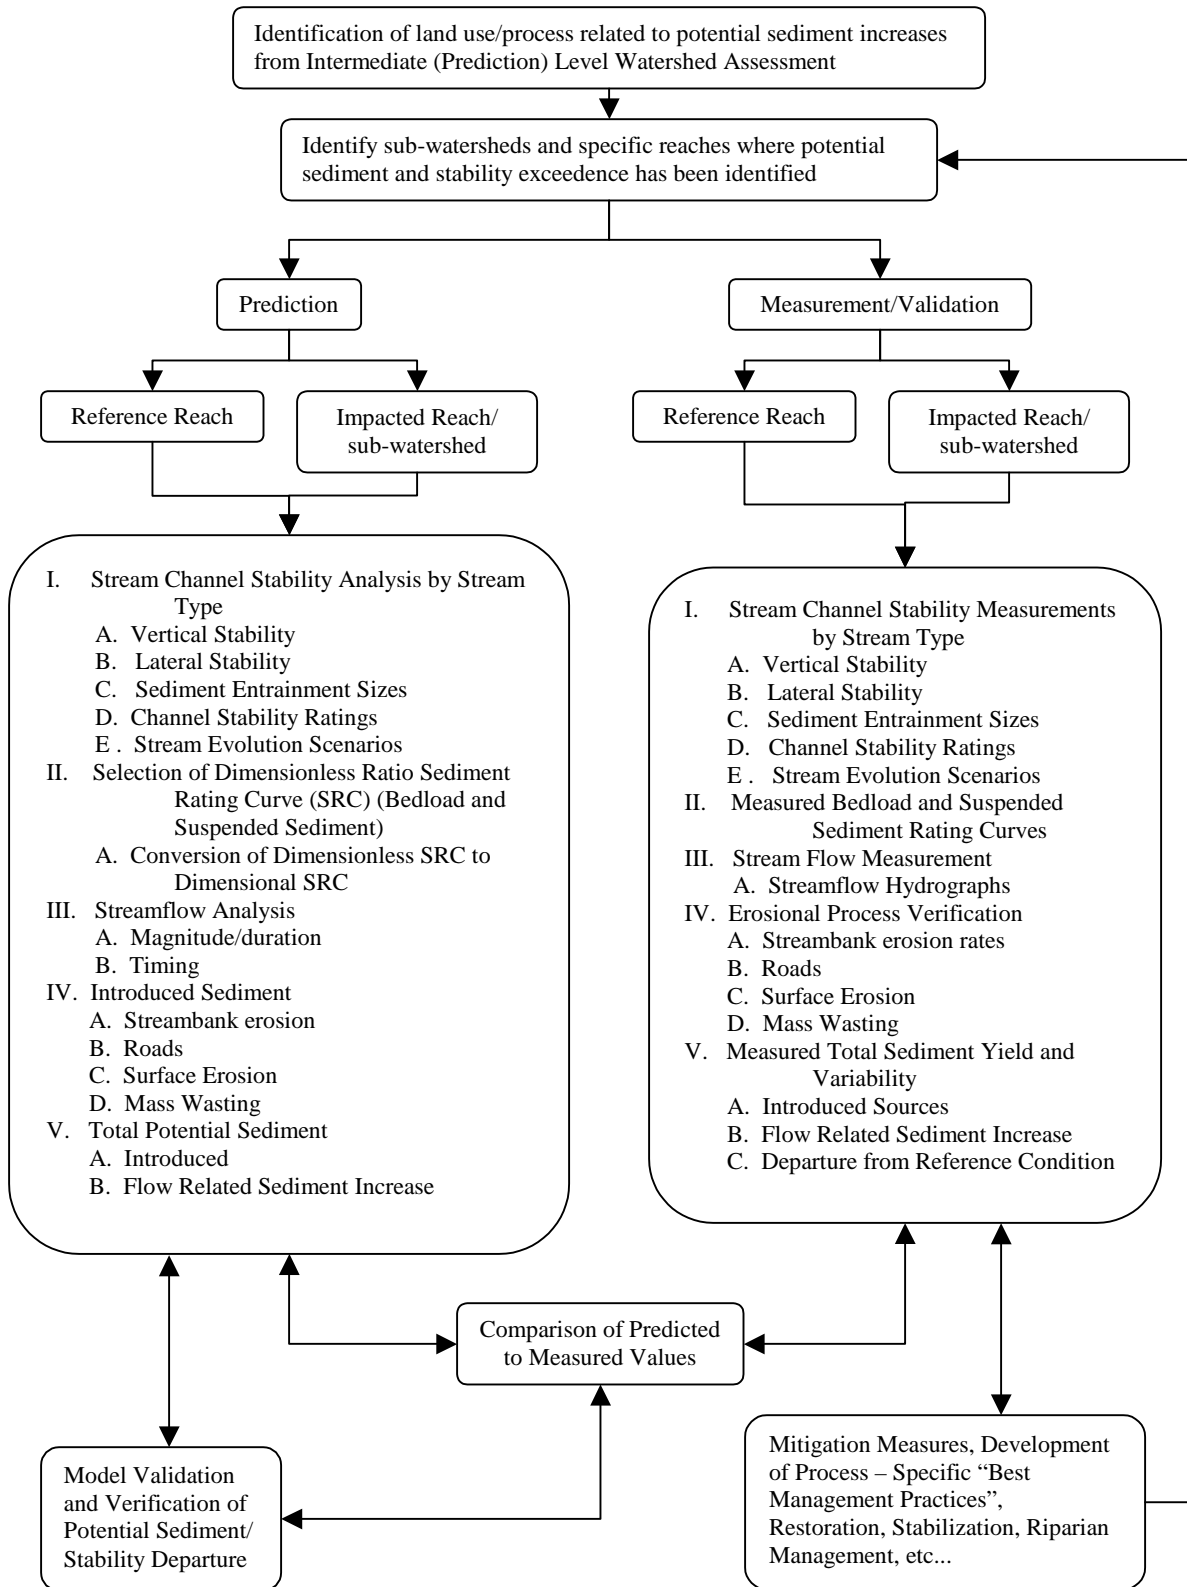 Identification of land use/process related to potential sediment increases
from Intermediate (Prediction) Level Watershed Assessment
Identify sub-watersheds and specific reaches where potential
sediment and stability exceedence has been identified
Prediction
Measurement/Validation
Reference Reach
Impacted Reach/
sub-watershed
Reference Reach
Impacted Reach/
sub-watershed
I. Stream Channel Stability Analysis by Stream
Type
A. Vertical Stability
B. Lateral Stability
C. Sediment Entrainment Sizes
D. Channel Stability Ratings
E . Stream Evolution Scenarios
II. Selection of Dimensionless Ratio Sediment
Rating Curve (SRC) (Bedload and
Suspended Sediment)
A. Conversion of Dimensionless SRC to
Dimensional SRC
III. Streamflow Analysis
A. Magnitude/duration
B. Timing
IV. Introduced Sediment
A. Streambank erosion
B. Roads
C. Surface Erosion
D. Mass Wasting
V. Total Potential Sediment
A. Introduced
B. Flow Related Sediment Increase
I. Stream Channel Stability Measurements
by Stream Type
A. Vertical Stability
B. Lateral Stability
C. Sediment Entrainment Sizes
D. Channel Stability Ratings
E . Stream Evolution Scenarios
II. Measured Bedload and Suspended
Sediment Rating Curves
III. Stream Flow Measurement
A. Streamflow Hydrographs
IV. Erosional Process Verification
A. Streambank erosion rates
B. Roads
C. Surface Erosion
D. Mass Wasting
V. Measured Total Sediment Yield and
Variability
A. Introduced Sources
B. Flow Related Sediment Increase
C. Departure from Reference Condition
Comparison of Predicted
to Measured Values
Model Validation
and Verification of
Potential Sediment/
Stability Departure
Mitigation Measures, Development
of Process – Specific “Best
Management Practices”,
Restoration, Stabilization, Riparian
Management, etc...